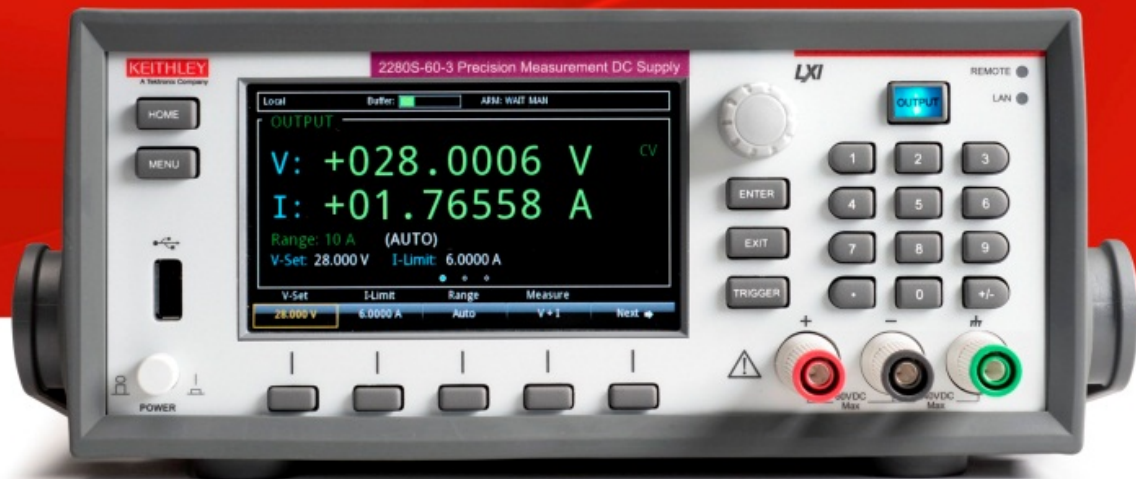 KEITHLEY
A Tektronix Company
2280S-60-3 Precision Measurement DC Supply
LXI
REMOTE
LAN
HOME
MENU
Local Buffer: ARM: WAIT MAN
OUTPUT
V: +028.0006 V CV
I: +01.76558 A
Range: 10 A (AUTO)
V-Set: 28.000 V I-Limit: 6.0000 A
V-Set I-Limit Range Measure
28.000 V 6.0000 A Auto V + I Next
OUTPUT
ENTER
EXIT
TRIGGER
1 2 3
4 5 6
7 8 9
. 0 +/-
+ −
60VDC
Max
Max
POWER